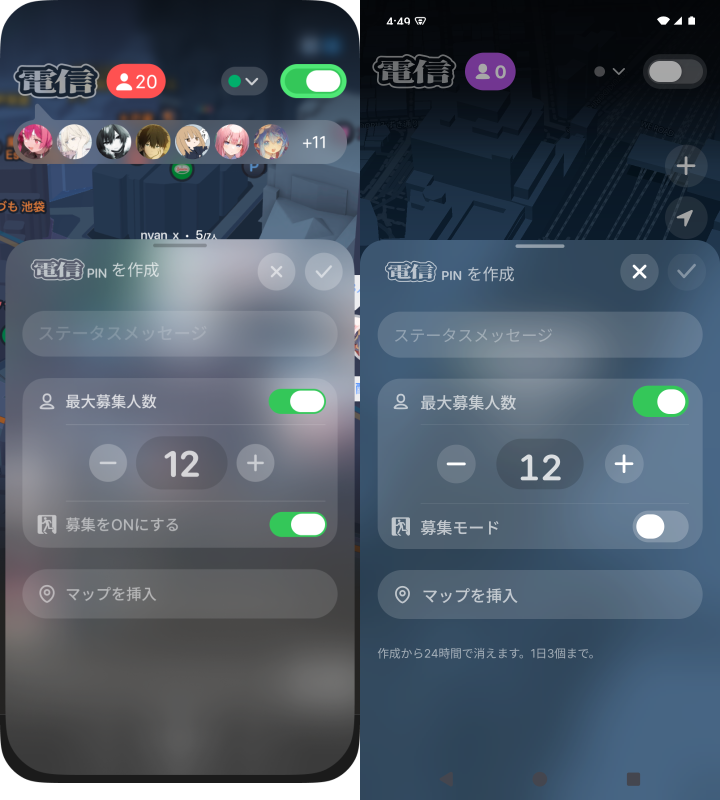 電信
20
+11
づも 池袋
nyan x・5/7人
電信 PIN を作成
ステータスメッセージ
最大募集人数
12
募集をONにする
マップを挿入
4:49
電信
0
電信 PIN を作成
ステータスメッセージ
最大募集人数
12
募集モード
マップを挿入
作成から24時間で消えます。1日3個まで。